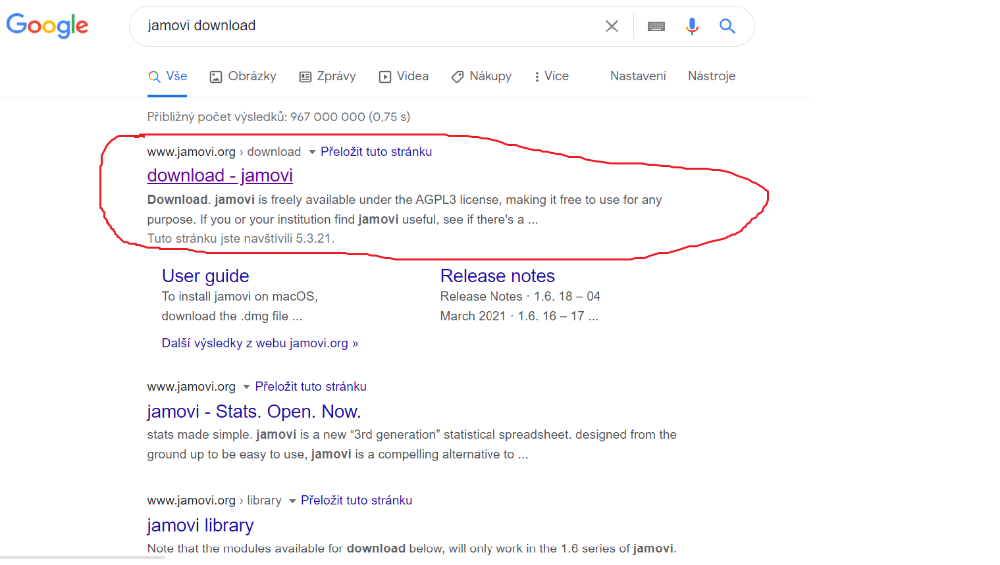 Google
jamovi download
Vše Obrázky Zprávy Videa Nákupy Více Nastavení Nástroje
Přibližný počet výsledků: 967 000 000 (0,75 s)
www.jamovi.org › download Přeložit tuto stránku
download - jamovi
Download. jamovi is freely available under the AGPL3 license, making it free to use for any
purpose. If you or your institution find jamovi useful, see if there's a ...
Tuto stránku jste navštívili 5.3.21.
User guide
To install jamovi on macOS,
download the .dmg file ...
Release notes
Release Notes · 1.6. 18 – 04
March 2021 · 1.6. 16 – 17 ...
Další výsledky z webu jamovi.org »
www.jamovi.org Přeložit tuto stránku
jamovi - Stats. Open. Now.
stats made simple. jamovi is a new “3rd generation” statistical spreadsheet. designed from the
ground up to be easy to use, jamovi is a compelling alternative to ...
www.jamovi.org › library Přeložit tuto stránku
jamovi library
Note that the modules available for download below, will only work in the 1.6 series of jamovi.